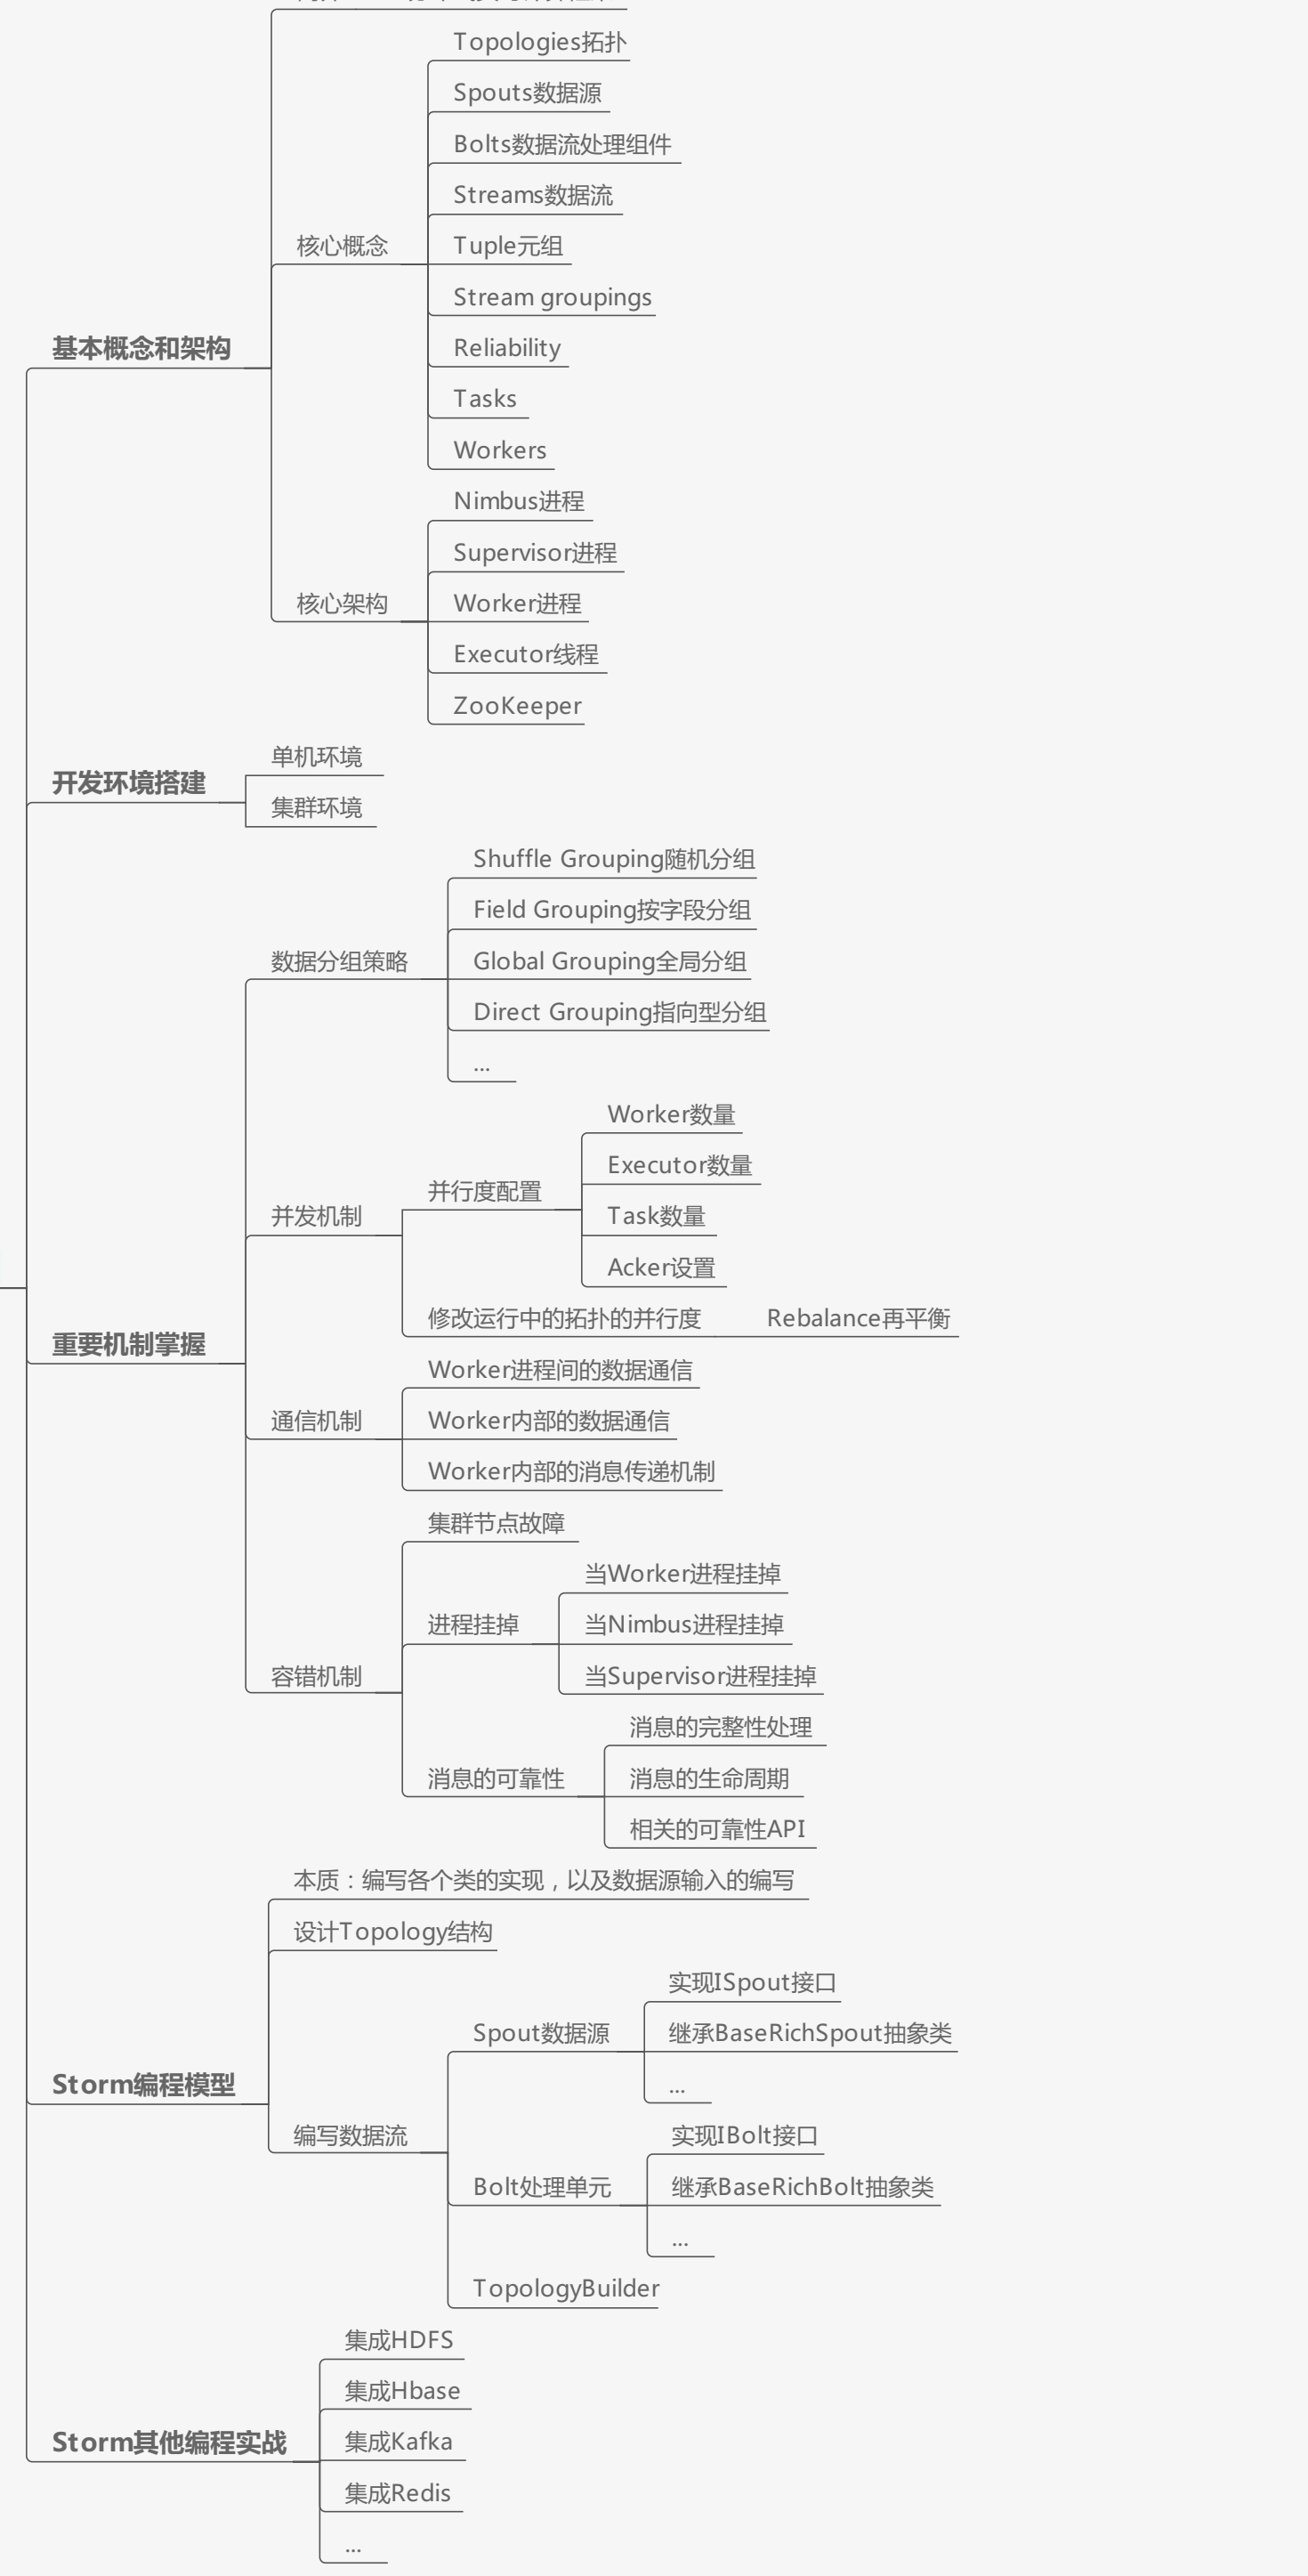 Topologies拓扑
Spouts数据源
Bolts数据流处理组件
Streams数据流
核心概念
Tuple元组
Stream groupings
基本概念和架构
Reliability
Tasks
Workers
Nimbus进程
Supervisor进程
核心架构
Worker进程
Executor线程
ZooKeeper
单机环境
开发环境搭建
集群环境
Shuffle Grouping随机分组
Field Grouping按字段分组
数据分组策略
Global Grouping全局分组
Direct Grouping指向型分组
...
Worker数量
Executor数量
并行度配置
并发机制
Task数量
Acker设置
修改运行中的拓扑的并行度
Rebalance再平衡
重要机制掌握
Worker进程间的数据通信
通信机制
Worker内部的数据通信
Worker内部的消息传递机制
集群节点故障
当Worker进程挂掉
进程挂掉
当Nimbus进程挂掉
容错机制
当Supervisor进程挂掉
消息的完整性处理
消息的可靠性
消息的生命周期
相关的可靠性API
本质：编写各个类的实现，以及数据源输入的编写
设计Topology结构
实现ISpout接口
Spout数据源
继承BaseRichSpout抽象类
...
Storm编程模型
编写数据流
实现IBolt接口
Bolt处理单元
继承BaseRichBolt抽象类
...
TopologyBuilder
集成HDFS
集成Hbase
Storm其他编程实战
集成Kafka
集成Redis
...